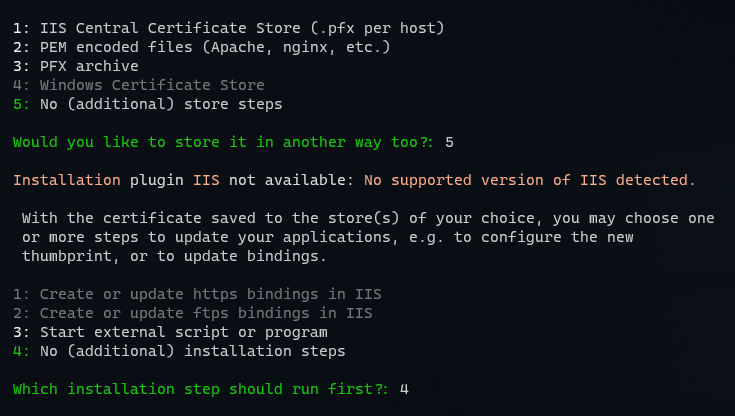 1: IIS Central Certificate Store (.pfx per host)
2: PEM encoded files (Apache, nginx, etc.)
3: PFX archive
4: Windows Certificate Store
5: No (additional) store steps
Would you like to store it in another way too?: 5
Installation plugin IIS not available: No supported version of IIS detected.
With the certificate saved to the store(s) of your choice, you may choose one
or more steps to update your applications, e.g. to configure the new
thumbprint, or to update bindings.
1: Create or update https bindings in IIS
2: Create or update ftps bindings in IIS
3: Start external script or program
4: No (additional) installation steps
Which installation step should run first?: 4